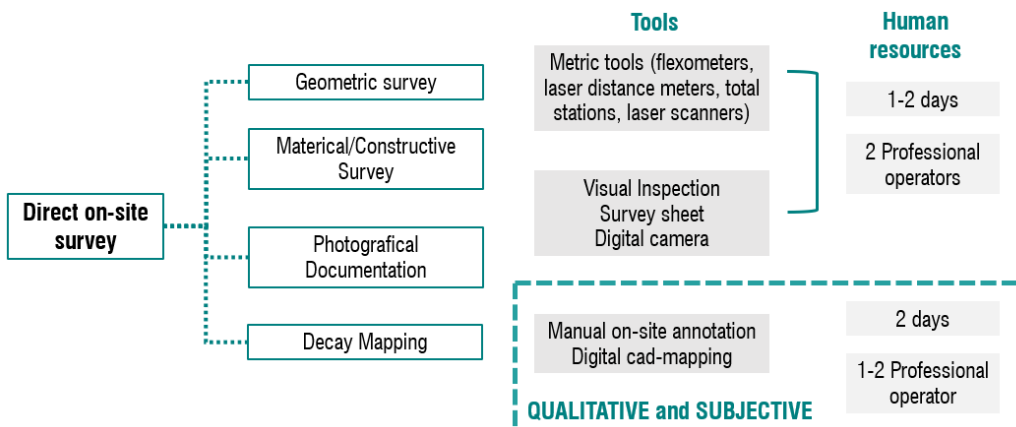 Direct on-site
survey
Geometric survey
Materical/Constructive
Survey
Photografical
Documentation
Decay Mapping
Tools
Metric tools (flexometers,
laser distance meters, total
stations, laser scanners)
Visual Inspection
Survey sheet
Digital camera
Manual on-site annotation
Digital cad-mapping
QUALITATIVE and SUBJECTIVE
Human
resources
1-2 days
2 Professional
operators
2 days
1-2 Professional
operator